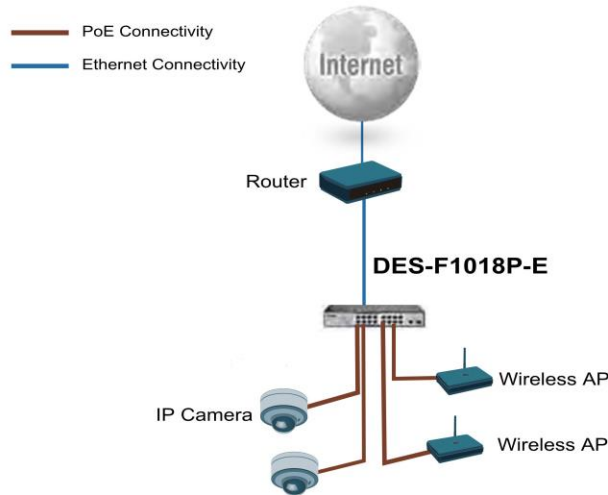 PoE Connectivity
Ethernet Connectivity
Internet
Router
DES-F1018P-E
Wireless AP
IP Camera
Wireless AP